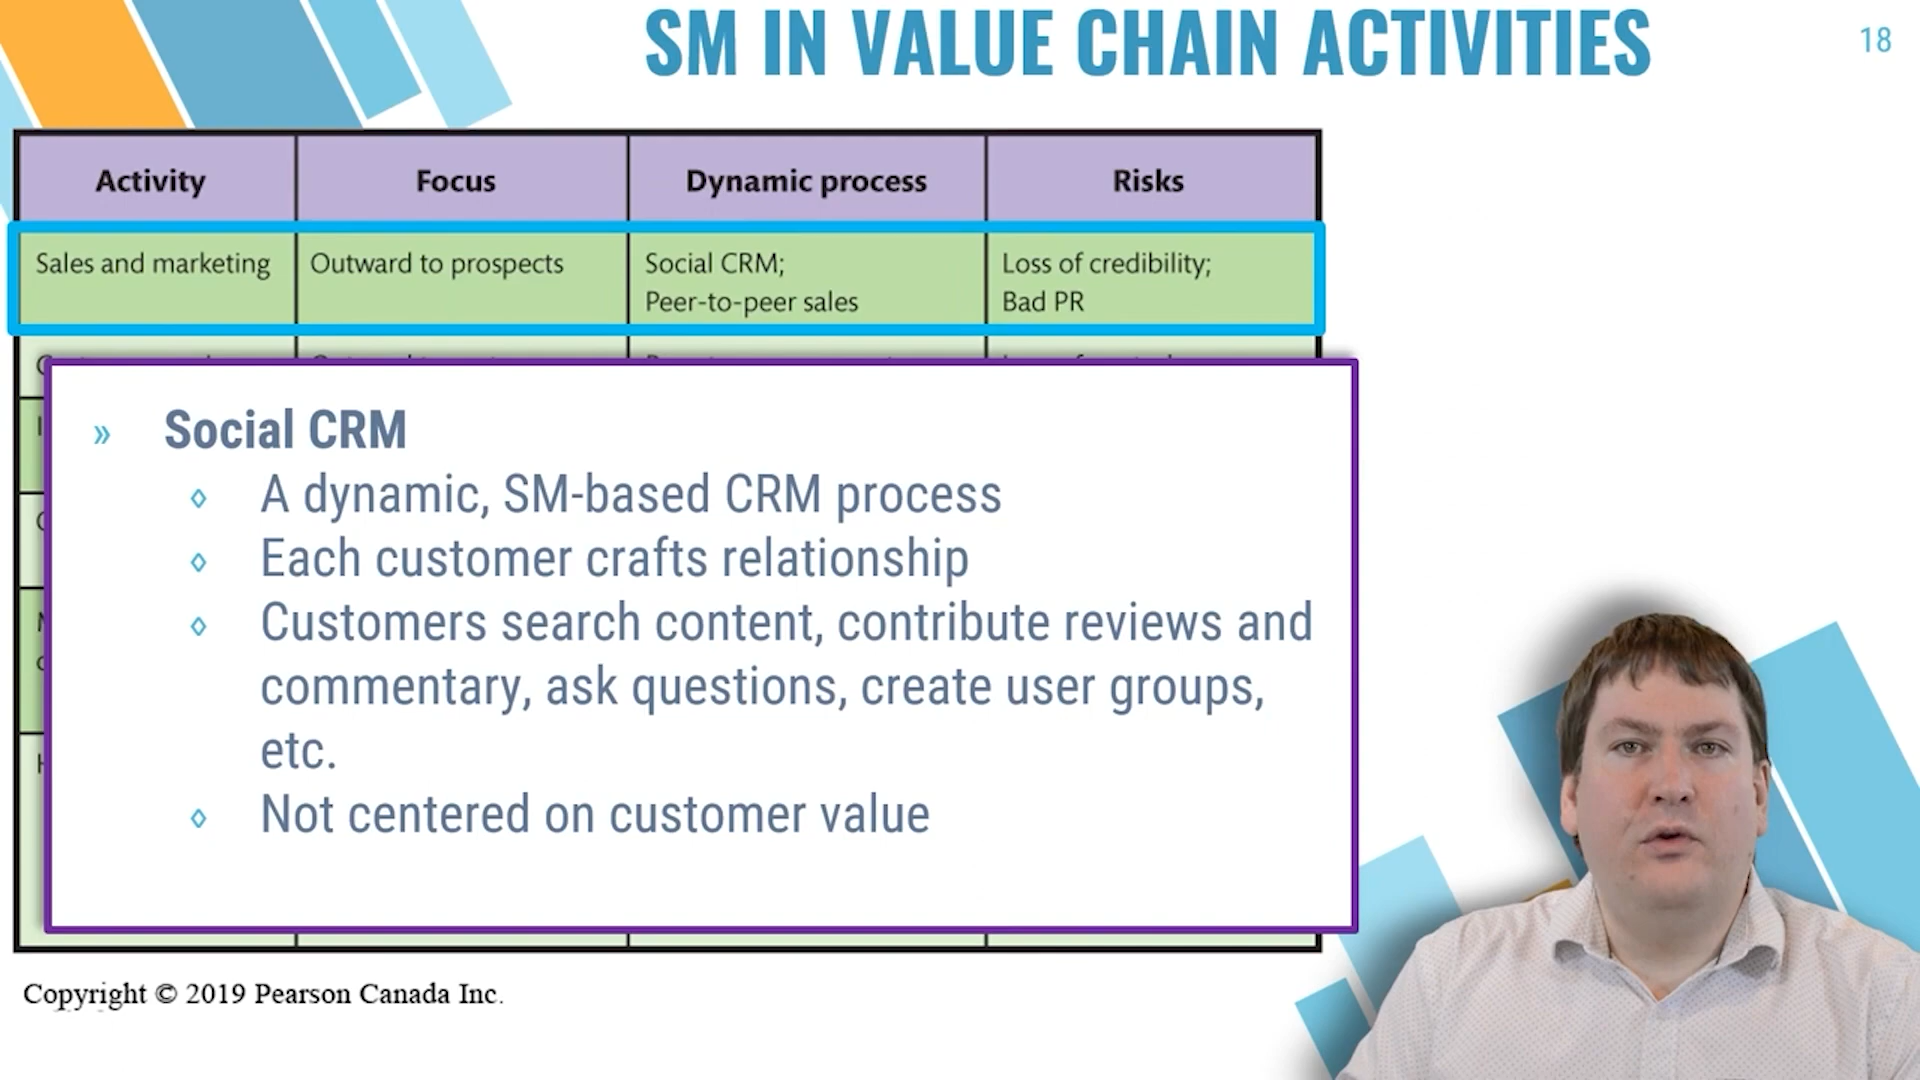 SM IN VALUE CHAIN ACTIVITIES
18
Activity Focus Dynamic process Risks
Sales and marketing Outward to prospects Social CRM; Loss of credibility;
Peer-to-peer sales Bad PR
» Social CRM
◊ A dynamic, SM-based CRM process
◊ Each customer crafts relationship
◊ Customers search content, contribute reviews and
commentary, ask questions, create user groups,
etc.
◊ Not centered on customer value
Copyright © 2019 Pearson Canada Inc.